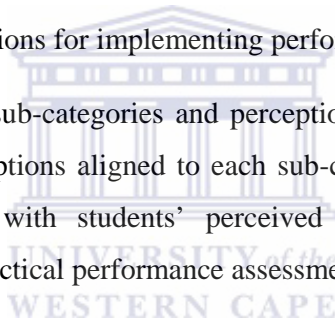 ions for implementing perfo
sub-categories and perceptio
ptions aligned to each sub-c
with students’ perceived
UNIVERSITY of the
ctical performance assessme
WESTERN CAPE